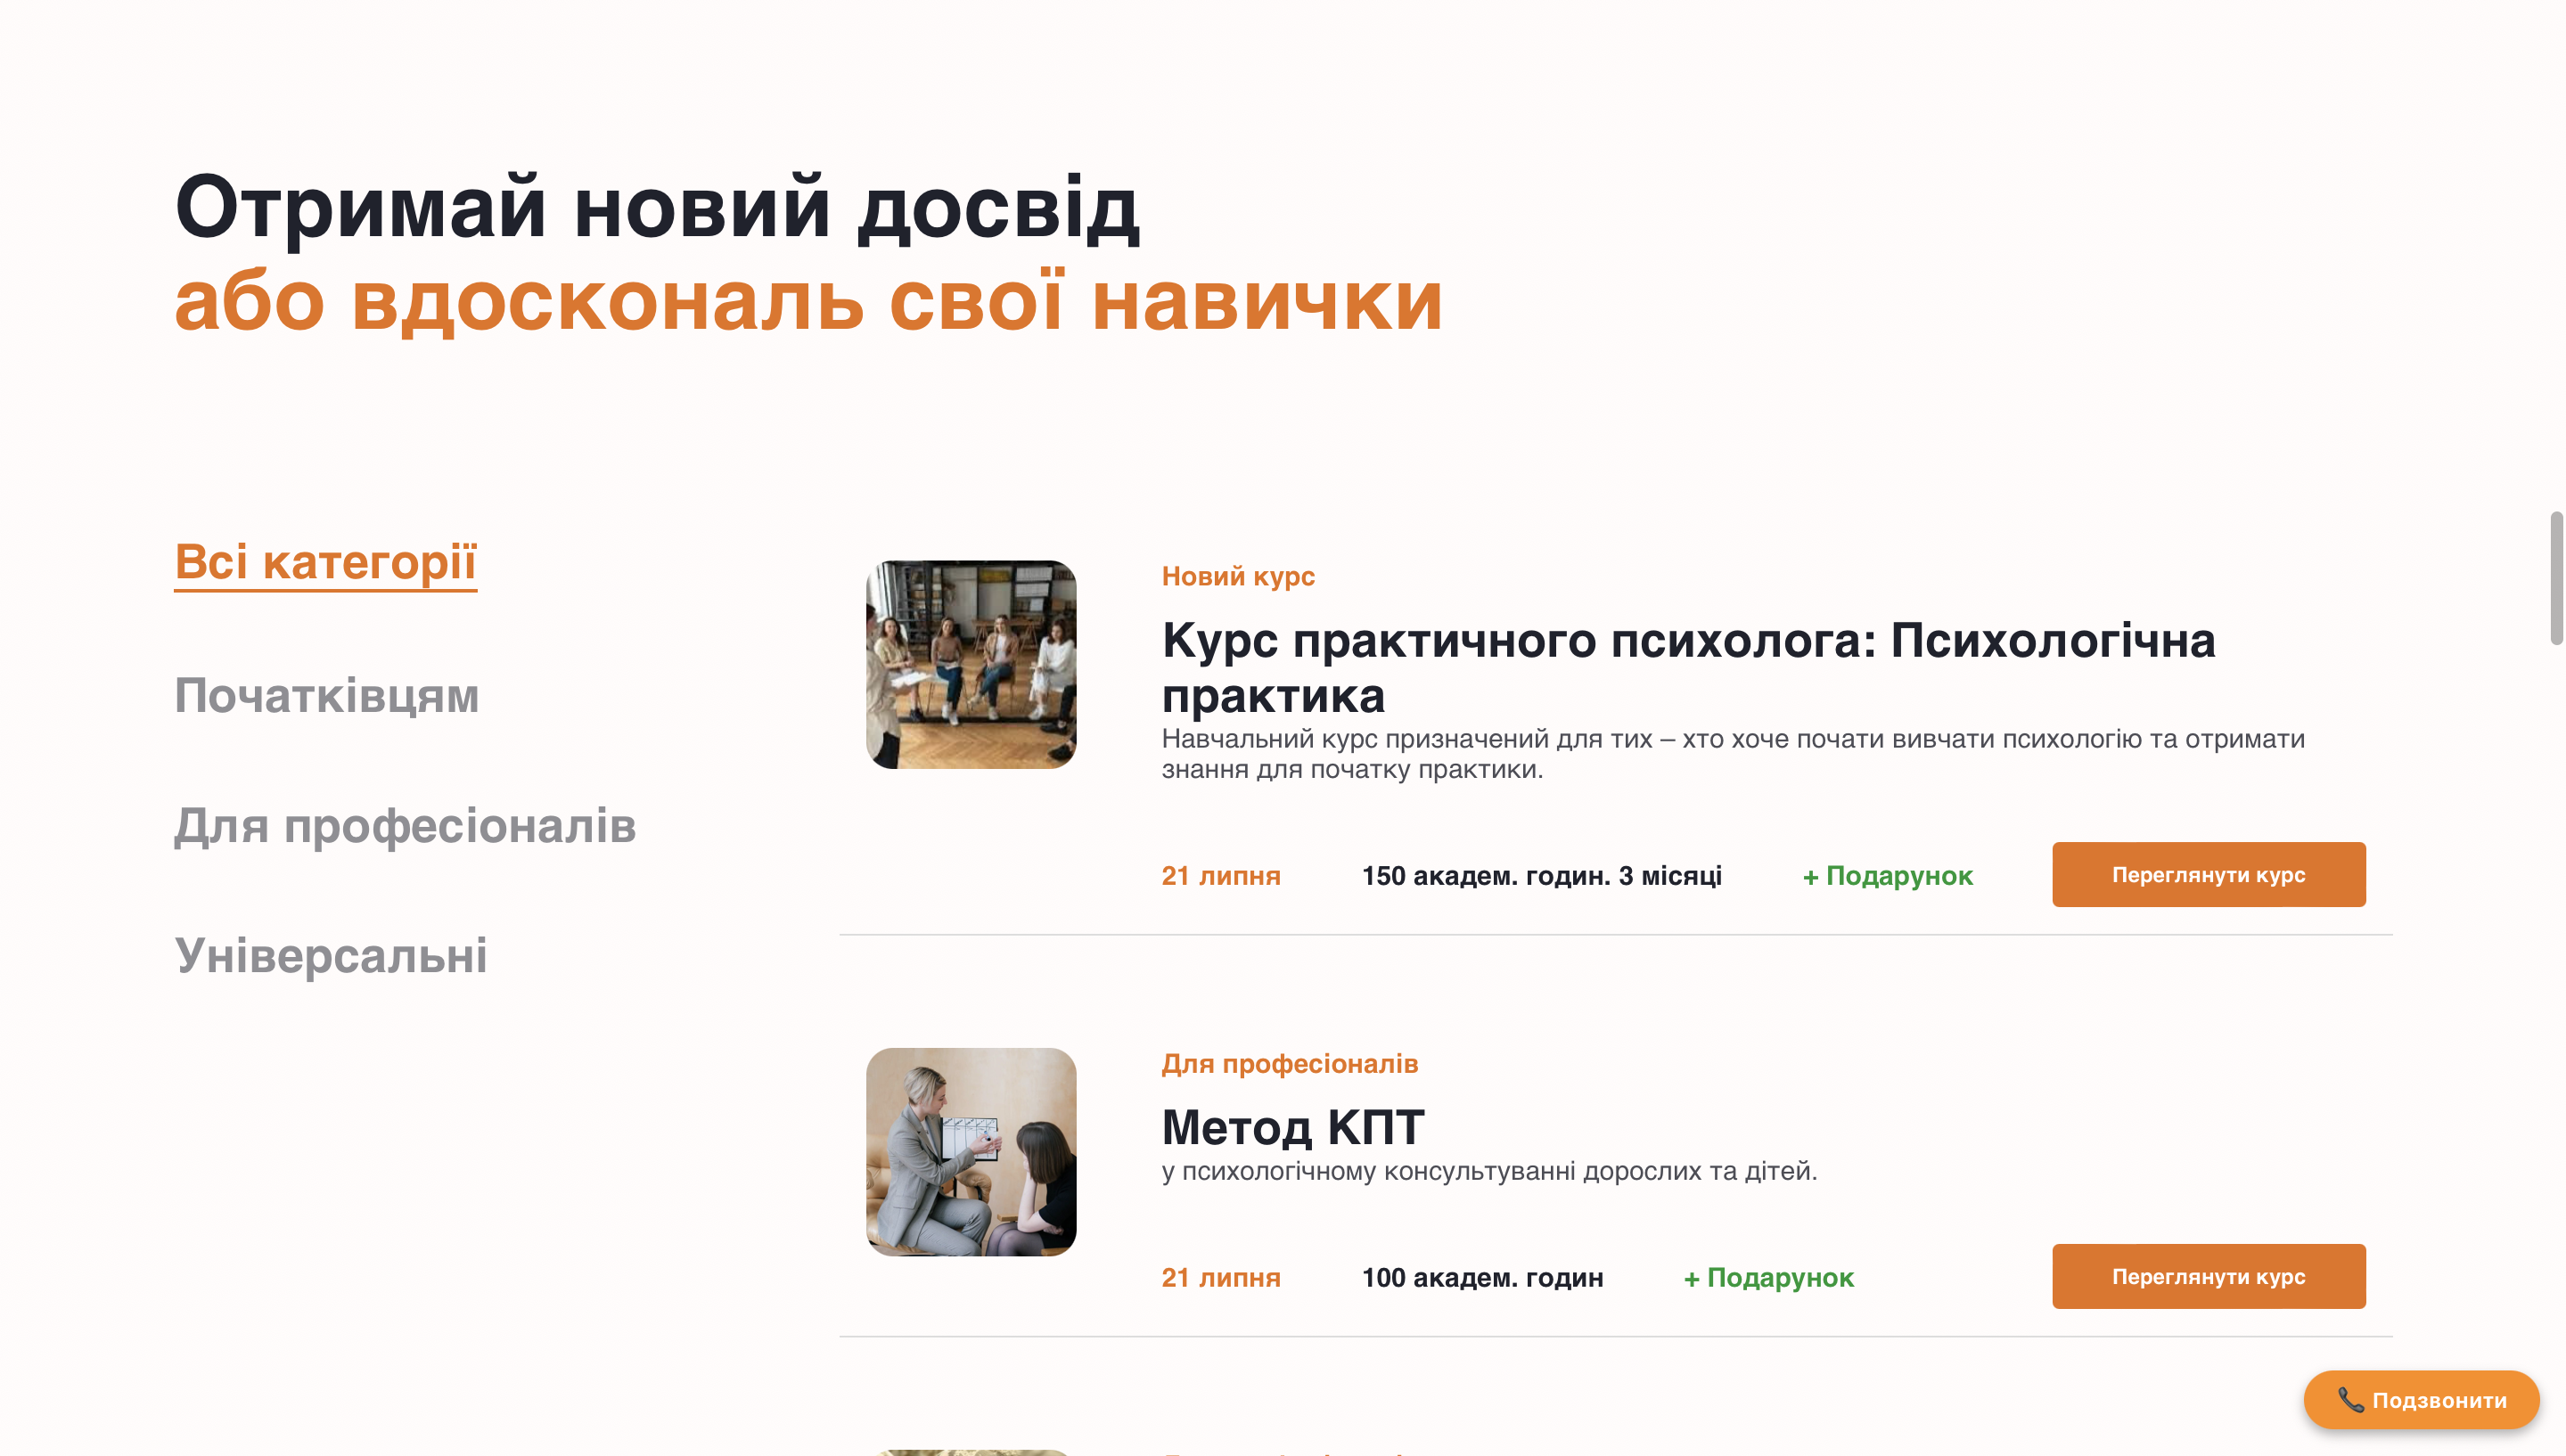 Отримай новий досвід
або вдоскональ свої навички
Всі категорії
Початківцям
Для професіоналів
Універсальні
Новий курс
Курс практичного психолога: Психологічна
практика
Навчальний курс призначений для тих – хто хоче почати вивчати психологію та отримати
знання для початку практики.
21 липня
150 академ. годин. 3 місяці
+ Подарунок
Переглянути курс
Для професіоналів
Метод КПТ
у психологічному консультуванні дорослих та дітей.
21 липня
100 академ. годин
+ Подарунок
Переглянути курс
Подзвонити